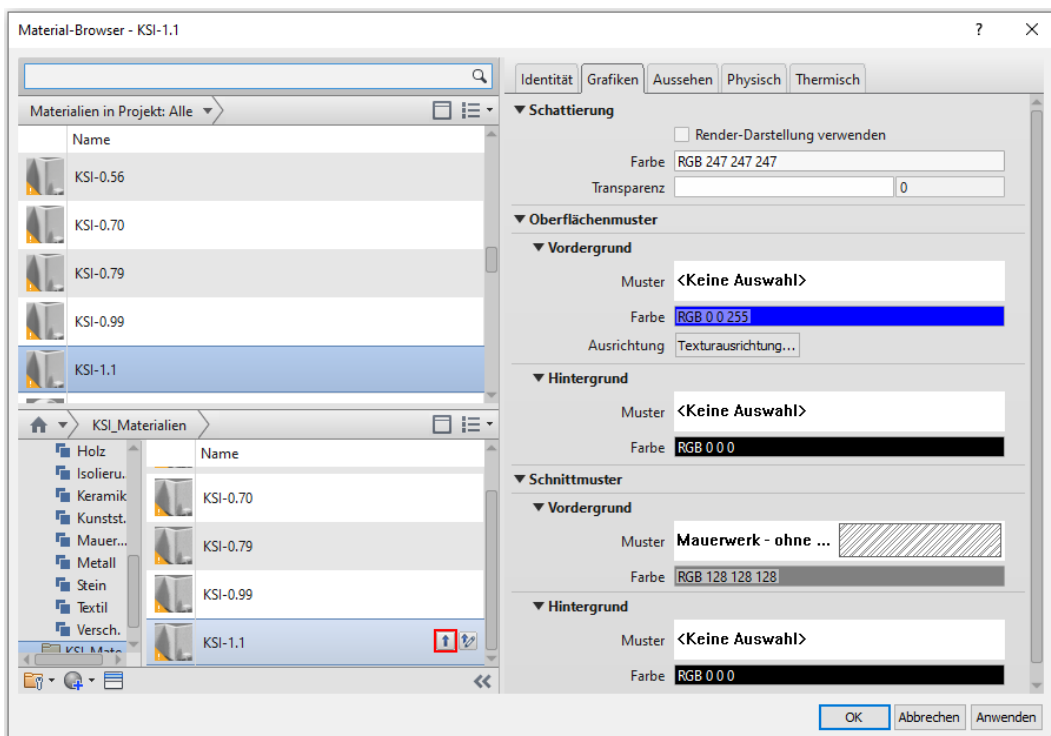 Material-Browser - KSI-1.1
?
Materialien in Projekt: Alle
Name
KSI-0.56
KSI-0.70
KSI-0.79
KSI-0.99
KSI-1.1
KSI_Materialien
Holz
Isolieru.
Keramik
Kunstst.
Mauer...
Metall
Stein
Textil
Versch.
KSI_Mate
Name
KSI-0.70
KSI-0.79
KSI-0.99
KSI-1.1
Identität Grafiken Aussehen Physisch Thermisch
Schattierung
Render-Darstellung verwenden
Farbe RGB 247 247 247
Transparenz 0
Oberflächenmuster
Vordergrund
Muster <Keine Auswahl>
Farbe RGB 0 0 255
Ausrichtung Texturausrichtung...
Hintergrund
Muster <Keine Auswahl>
Farbe RGB 0 0 0
Schnittmuster
Vordergrund
Muster Mauerwerk - ohne ...
Farbe RGB 128 128 128
Hintergrund
Muster <Keine Auswahl>
Farbe RGB 0 0 0
OK Abbrechen Anwenden